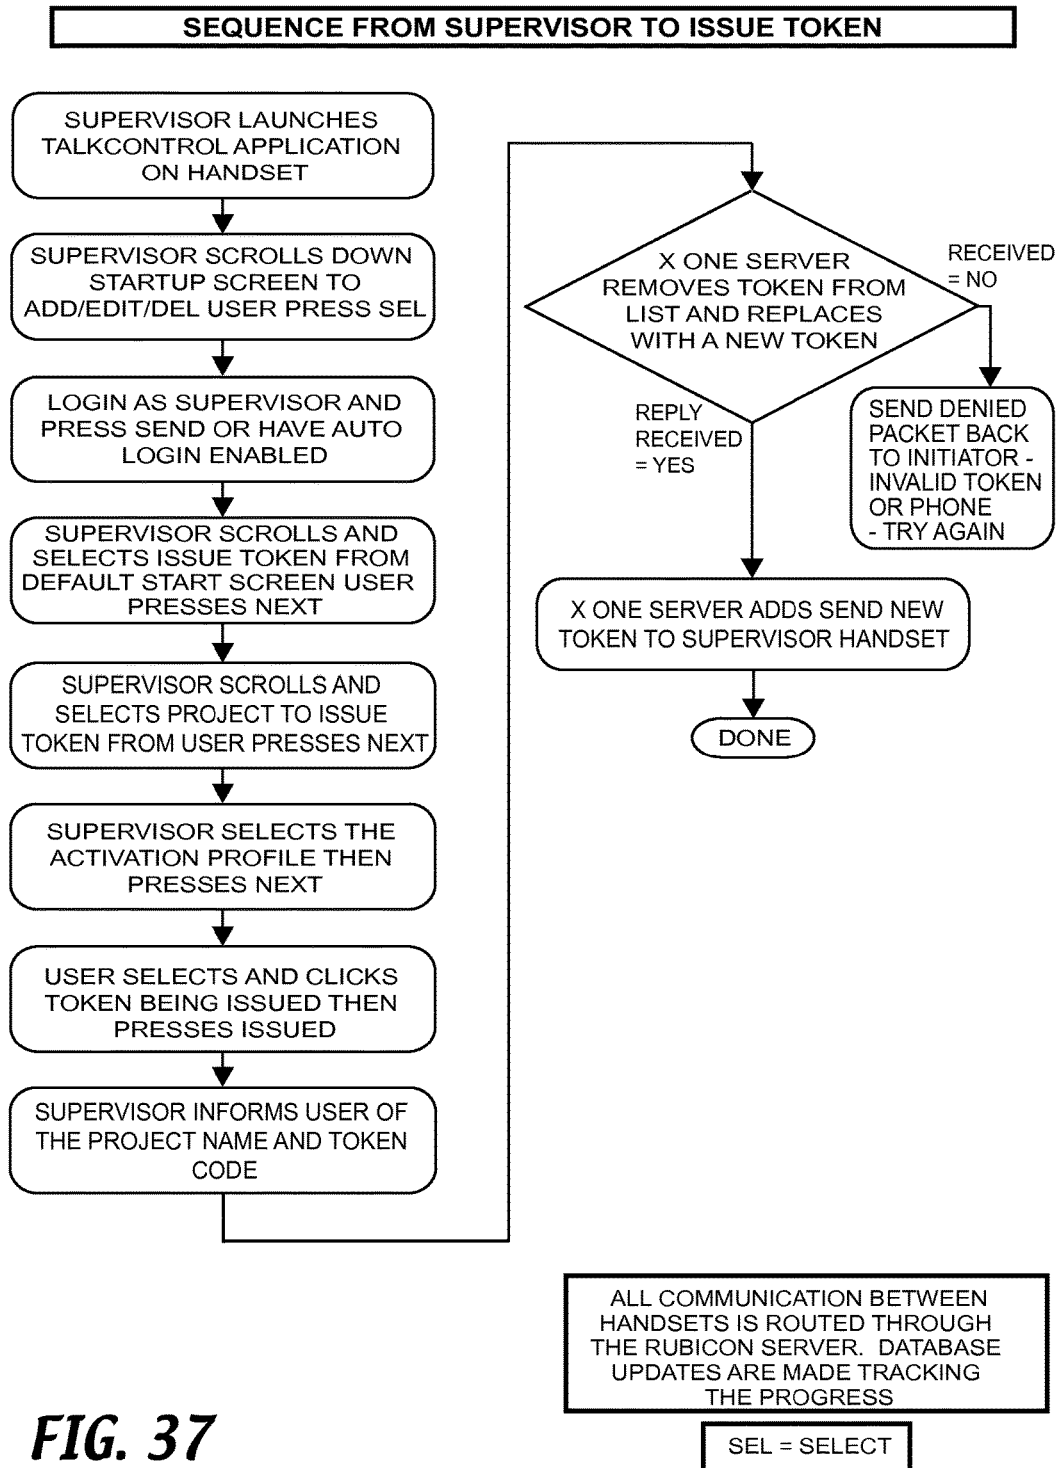 SEQUENCE FROM SUPERVISOR TO ISSUE TOKEN
SUPERVISOR LAUNCHES
TALKCONTROL APPLICATION
ON HANDSET
SUPERVISOR SCROLLS DOWN
STARTUP SCREEN TO
ADD/EDIT/DEL USER PRESS SEL
LOGIN AS SUPERVISOR AND
PRESS SEND OR HAVE AUTO
LOGIN ENABLED
SUPERVISOR SCROLLS AND
SELECTS ISSUE TOKEN FROM
DEFAULT START SCREEN USER
PRESSES NEXT
SUPERVISOR SCROLLS AND
SELECTS PROJECT TO ISSUE
TOKEN FROM USER PRESSES NEXT
SUPERVISOR SELECTS THE
ACTIVATION PROFILE THEN
PRESSES NEXT
USER SELECTS AND CLICKS
TOKEN BEING ISSUED THEN
PRESSES ISSUED
SUPERVISOR INFORMS USER OF
THE PROJECT NAME AND TOKEN
CODE
X ONE SERVER
REMOVES TOKEN FROM
LIST AND REPLACES
WITH A NEW TOKEN
RECEIVED
= NO
SEND DENIED
PACKET BACK
TO INITIATOR -
INVALID TOKEN
OR PHONE
- TRY AGAIN
REPLY
RECEIVED
= YES
X ONE SERVER ADDS SEND NEW
TOKEN TO SUPERVISOR HANDSET
DONE
ALL COMMUNICATION BETWEEN
HANDSETS IS ROUTED THROUGH
THE RUBICON SERVER. DATABASE
UPDATES ARE MADE TRACKING
THE PROGRESS
SEL = SELECT
FIG. 37